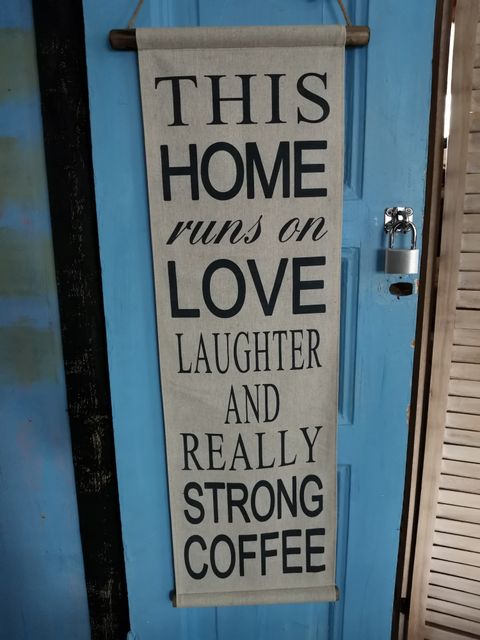 THIS
HOME
runs on
LOVE
LAUGHTER
AND
REALLY
STRONG
COFFEE